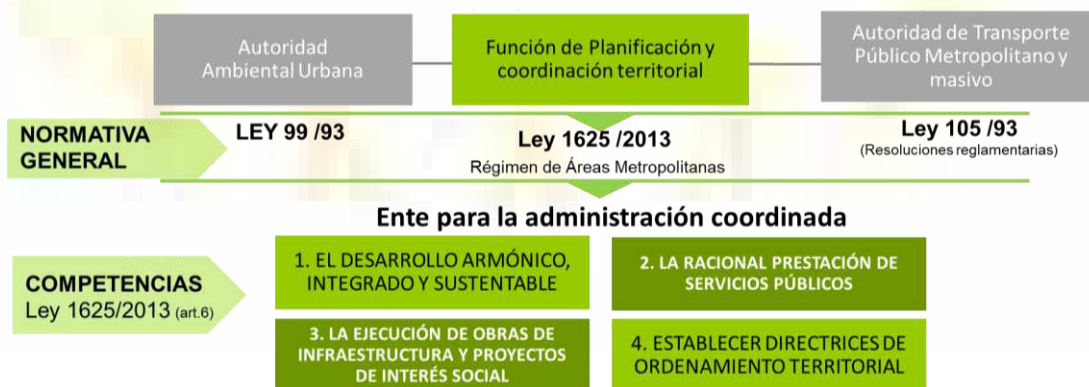 Autoridad
Ambiental Urbana
Función de Planificación y
coordinación territorial
Autoridad de Transporte
Público Metropolitano y
masivo
NORMATIVA
GENERAL
LEY 99 /93
Ley 1625 /2013
Régimen de Áreas Metropolitanas
Ley 105 /93
(Resoluciones reglamentarias)
Ente para la administración coordinada
COMPETENCIAS
Ley 1625/2013 (art.6)
1. EL DESARROLLO ARMÓNICO,
INTEGRADO Y SUSTENTABLE
2. LA RACIONAL PRESTACIÓN DE
SERVICIOS PÚBLICOS
3. LA EJECUCIÓN DE OBRAS DE
INFRAESTRUCTURA Y PROYECTOS
DE INTERÉS SOCIAL
4. ESTABLECER DIRECTRICES DE
ORDENAMIENTO TERRITORIAL